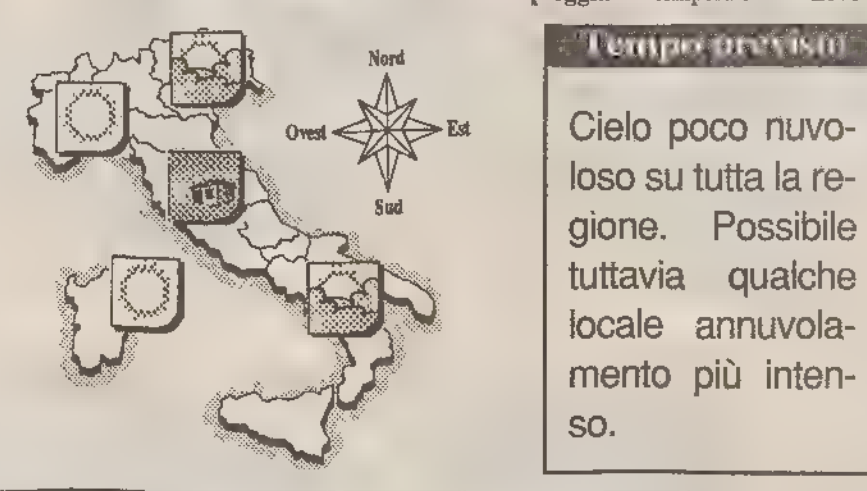 Nord
Ovest
Est
Sud
Tempo previsto
Cielo poco nuvo-
loso su tutta la re-
gione. Possibile
tuttavia qualche
locale annuvola-
mento più inten-
so.